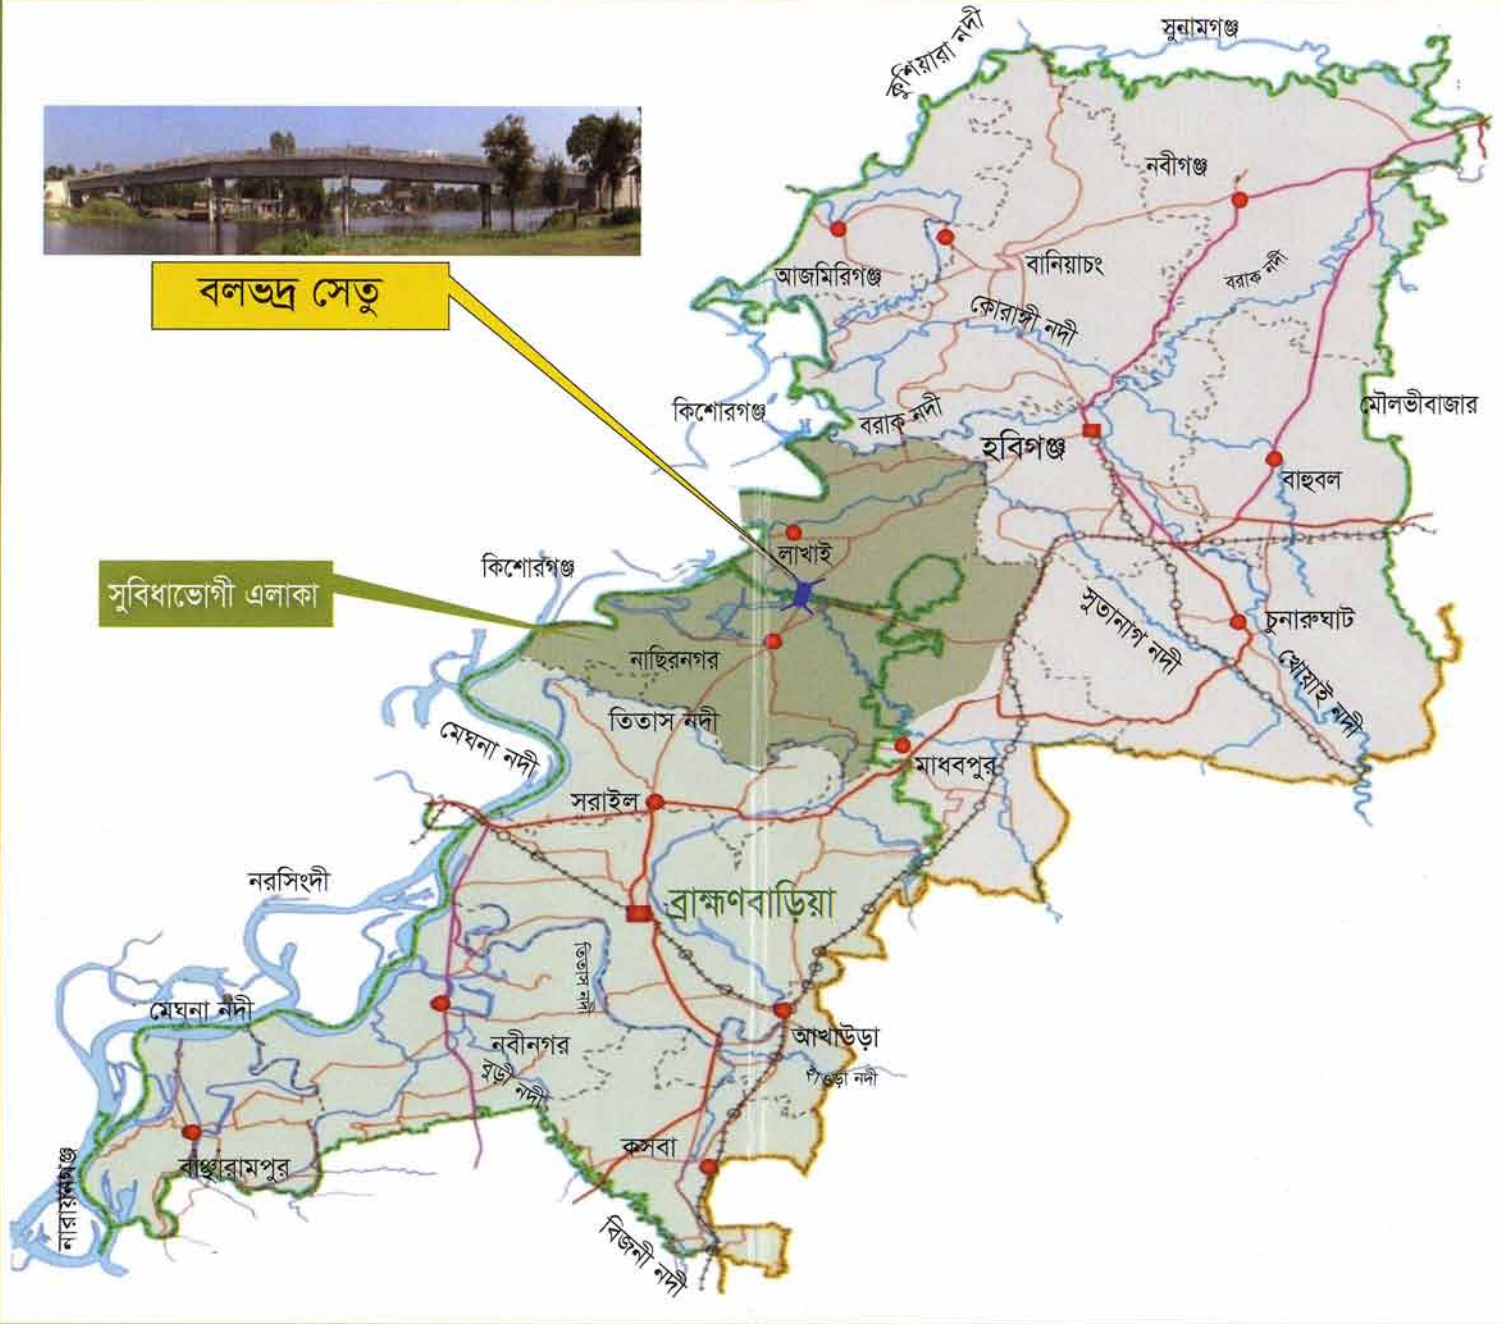 সুনামগঞ্জ
কুশিয়ারা নদী
নবীগঞ্জ
আজমিরিগঞ্জ
বানিয়াচং
বরাক নদী
বলভদ্র সেতু
কোরাঙ্গী নদী
কিশোরগঞ্জ
বরাক নদী
মৌলভীবাজার
হবিগঞ্জ
বাহুবল
লাখাই
কিশোরগঞ্জ
সুবিধাভোগী এলাকা
সুতানাগ নদী
চুনারুঘাট
নাছিরনগর
খোয়াই নদী
তিতাস নদী
মেঘনা নদী
মাধবপুর
সরাইল
নরসিংদী
ব্রাহ্মণবাড়িয়া
তিতাস নদী
মেঘনা নদী
নবীনগর
আখাউড়া
বুড়ী নদী
নদী
কসবা
বাঞ্ছারামপুর
নারায়নগঞ্জ
বিজনী নদী